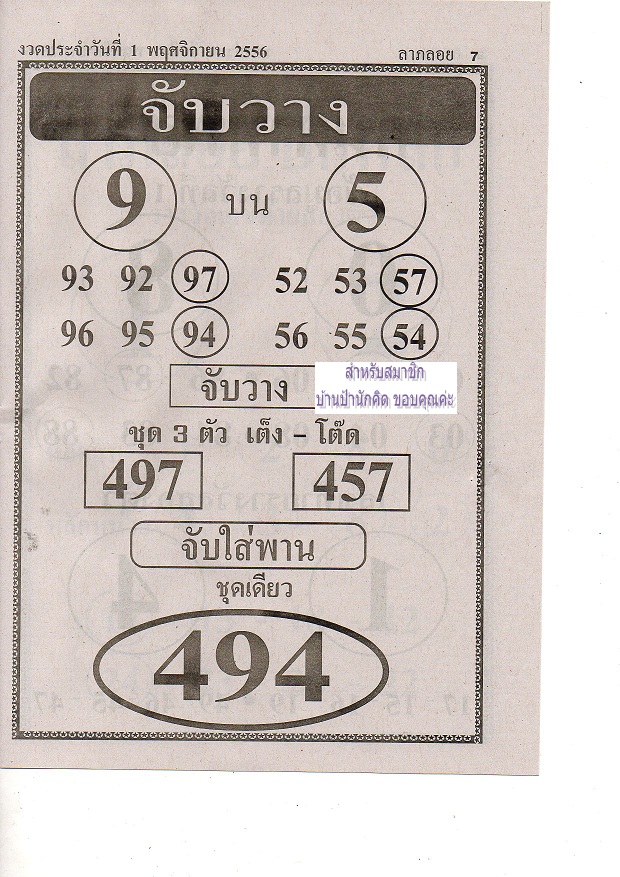 งวดประจำวันที่ 1 พฤศจิกายน 2556 ลาภลอย 7
จับวาง
9 บน 5
93 92 97 52 53 57
96 95 94 56 55 54
จับวาง
สำหรับสมาชิก
บ้านป้านักคิด ขอบคุณค่ะ
ชุด 3 ตัว เต็ง – โต๊ด
497 457
จับใส่พาน
ชุดเดียว
494